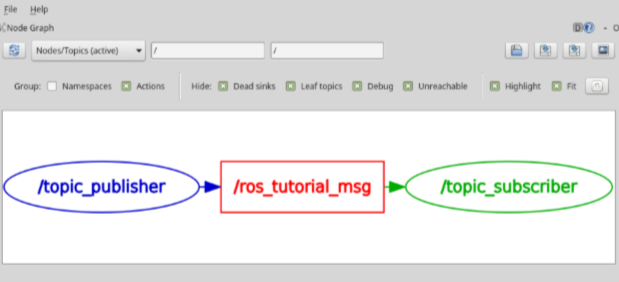 File Help
Node Graph
D - O
Nodes/Topics (active) / /
Group: Namespaces Actions Hide: Dead sinks Leaf topics Debug Unreachable Highlight Fit
/topic_publisher /ros_tutorial_msg /topic_subscriber